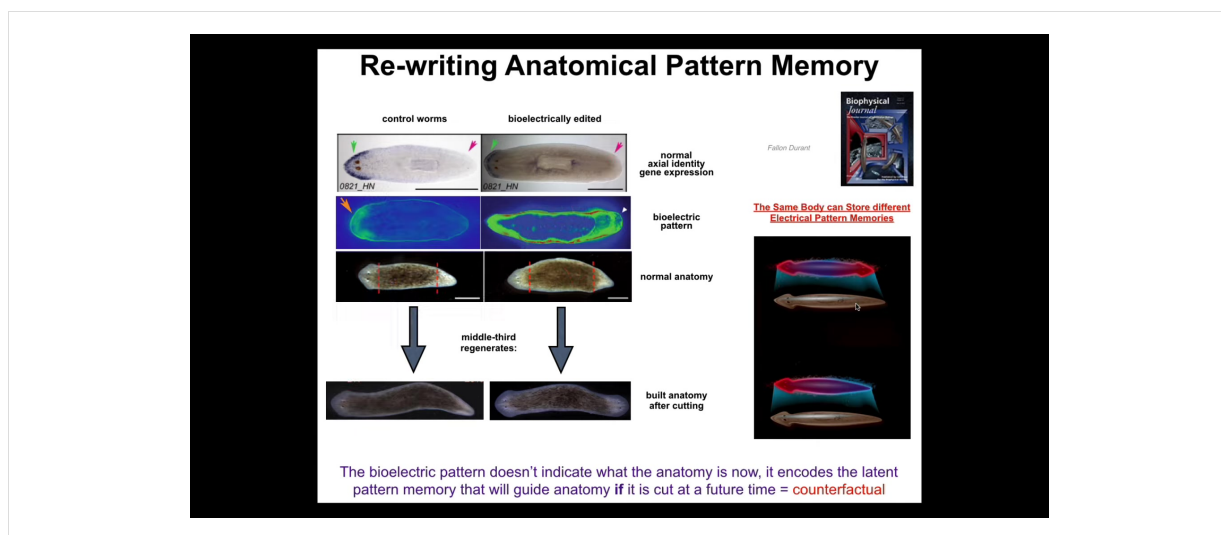 Re-writing Anatomical Pattern Memory
control worms
bioelectrically edited
0821_HN
0821_HN
normal
axial identity
gene expression
bioelectric
pattern
normal anatomy
middle-third
regenerates:
built anatomy
after cutting
Fallon Durant
Biophysical
Journal
The Same Body can Store different
Electrical Pattern Memories
The bioelectric pattern doesn't indicate what the anatomy is now, it encodes the latent
pattern memory that will guide anatomy if it is cut at a future time = counterfactual